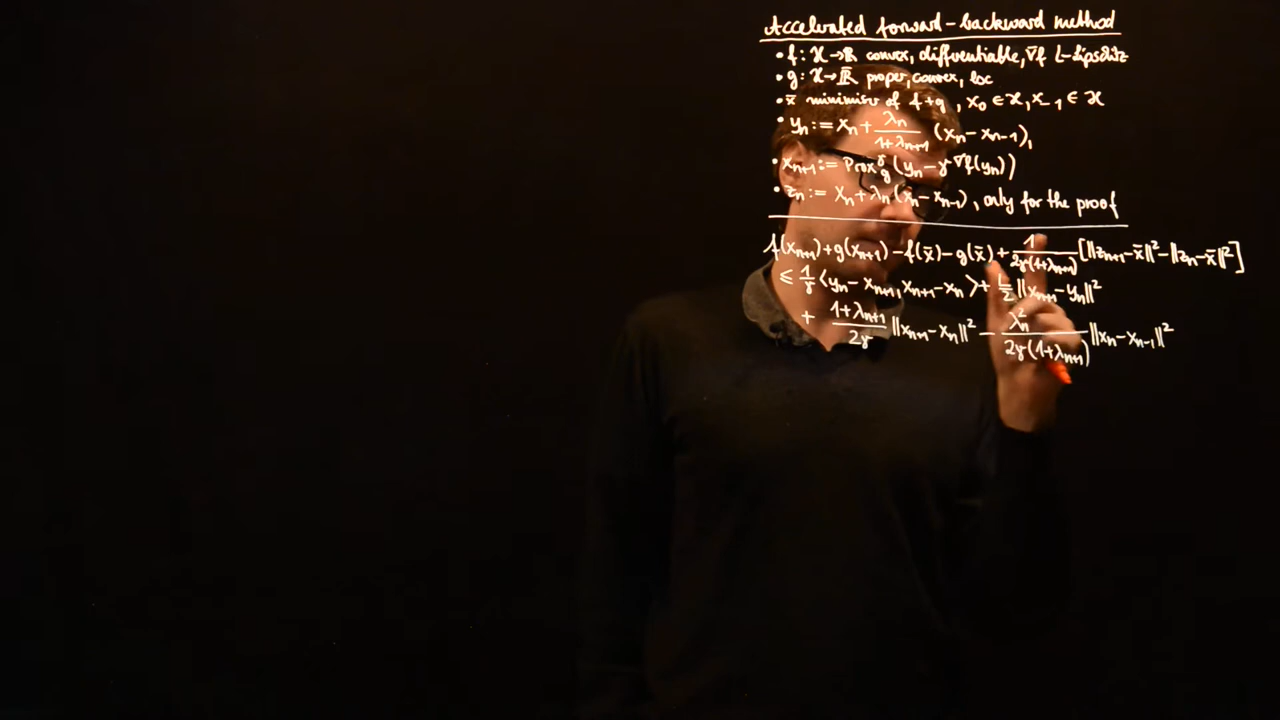 Accelerated forward-backward method
• f: ℋ→ℝ convex, differentiable, ∇f L-Lipschitz
• g: ℋ→ℝ̄ proper, convex, lsc
• x̄ minimiser of f+g, x₀ ∈ ℋ, x₋₁ ∈ ℋ
• yₙ := xₙ + λₙ/(1+λₙ₊₁) (xₙ − xₙ₋₁),
• xₙ₊₁ := Prox_g^γ (yₙ − γ∇f(yₙ))
• zₙ := xₙ + λₙ(xₙ − xₙ₋₁), only for the proof
f(xₙ₊₁) + g(xₙ₊₁) − f(x̄) − g(x̄) + 1/(2γ(1+λₙ₊₁)) [‖zₙ₊₁ − x̄‖² − ‖zₙ − x̄‖²]
≤ 1/γ ⟨yₙ − xₙ₊₁, xₙ₊₁ − xₙ⟩ + L/2 ‖xₙ₊₁ − yₙ‖²
+ (1+λₙ₊₁)/(2γ) ‖xₙ₊₁ − xₙ‖² − λₙ²/(2γ(1+λₙ₊₁)) ‖xₙ − xₙ₋₁‖²